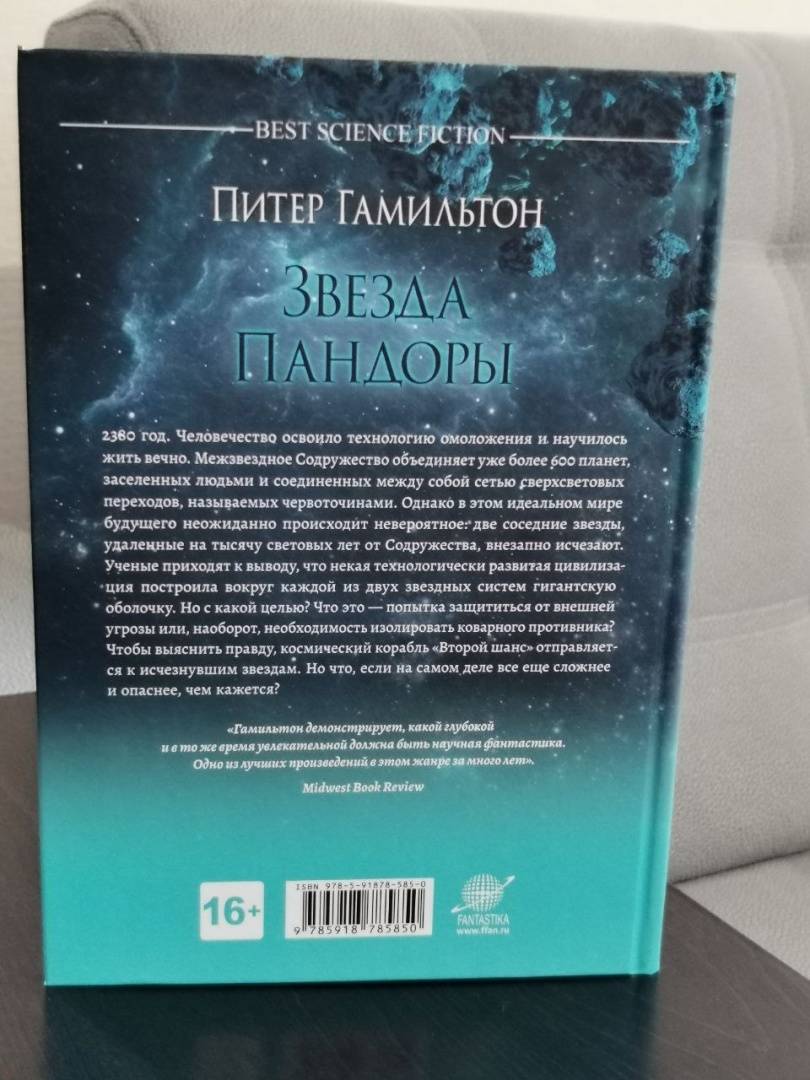 BEST SCIENCE FICTION
ПИТЕР ГАМИЛЬТОН
ЗВЕЗДА
ПАНДОРЫ
2380 год. Человечество освоило технологию омоложения и научилось
жить вечно. Межзвездное Содружество объединяет уже более 600 планет,
заселенных людьми и соединенных между собой сетью сверхсветовых
переходов, называемых червоточинами. Однако в этом идеальном мире
будущего неожиданно происходит невероятное: две соседние звезды,
удаленные на тысячу световых лет от Содружества, внезапно исчезают.
Ученые приходят к выводу, что некая технологически развитая цивилиза-
ция построила вокруг каждой из двух звездных систем гигантскую
оболочку. Но с какой целью? Что это — попытка защититься от внешней
угрозы или, наоборот, необходимость изолировать коварного противника?
Чтобы выяснить правду, космический корабль «Второй шанс» отправляет-
ся к исчезнувшим звездам. Но что, если на самом деле все еще сложнее
и опаснее, чем кажется?
«Гамильтон демонстрирует, какой глубокой
и в то же время увлекательной должна быть научная фантастика.
Одно из лучших произведений в этом жанре за много лет».
Midwest Book Review
16+
ISBN 978-5-91878-585-0
9 785918 785850
FANTASTIKA
www.ffan.ru